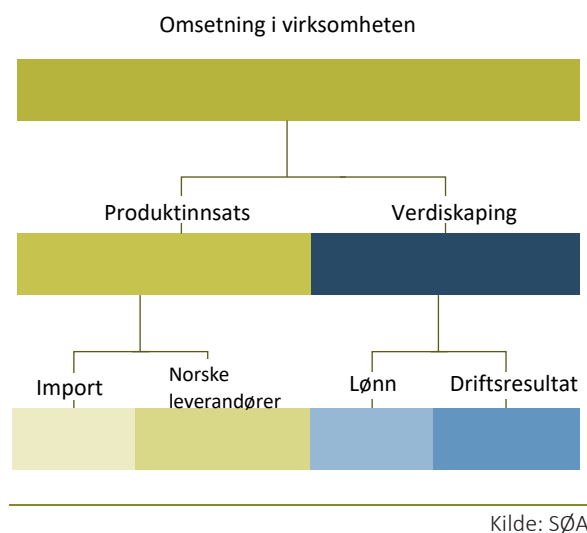 Omsetning i virksomheten
Produktinnsats
Verdiskaping
Import
Norske
leverandører
Lønn
Driftsresultat
Kilde: SØA